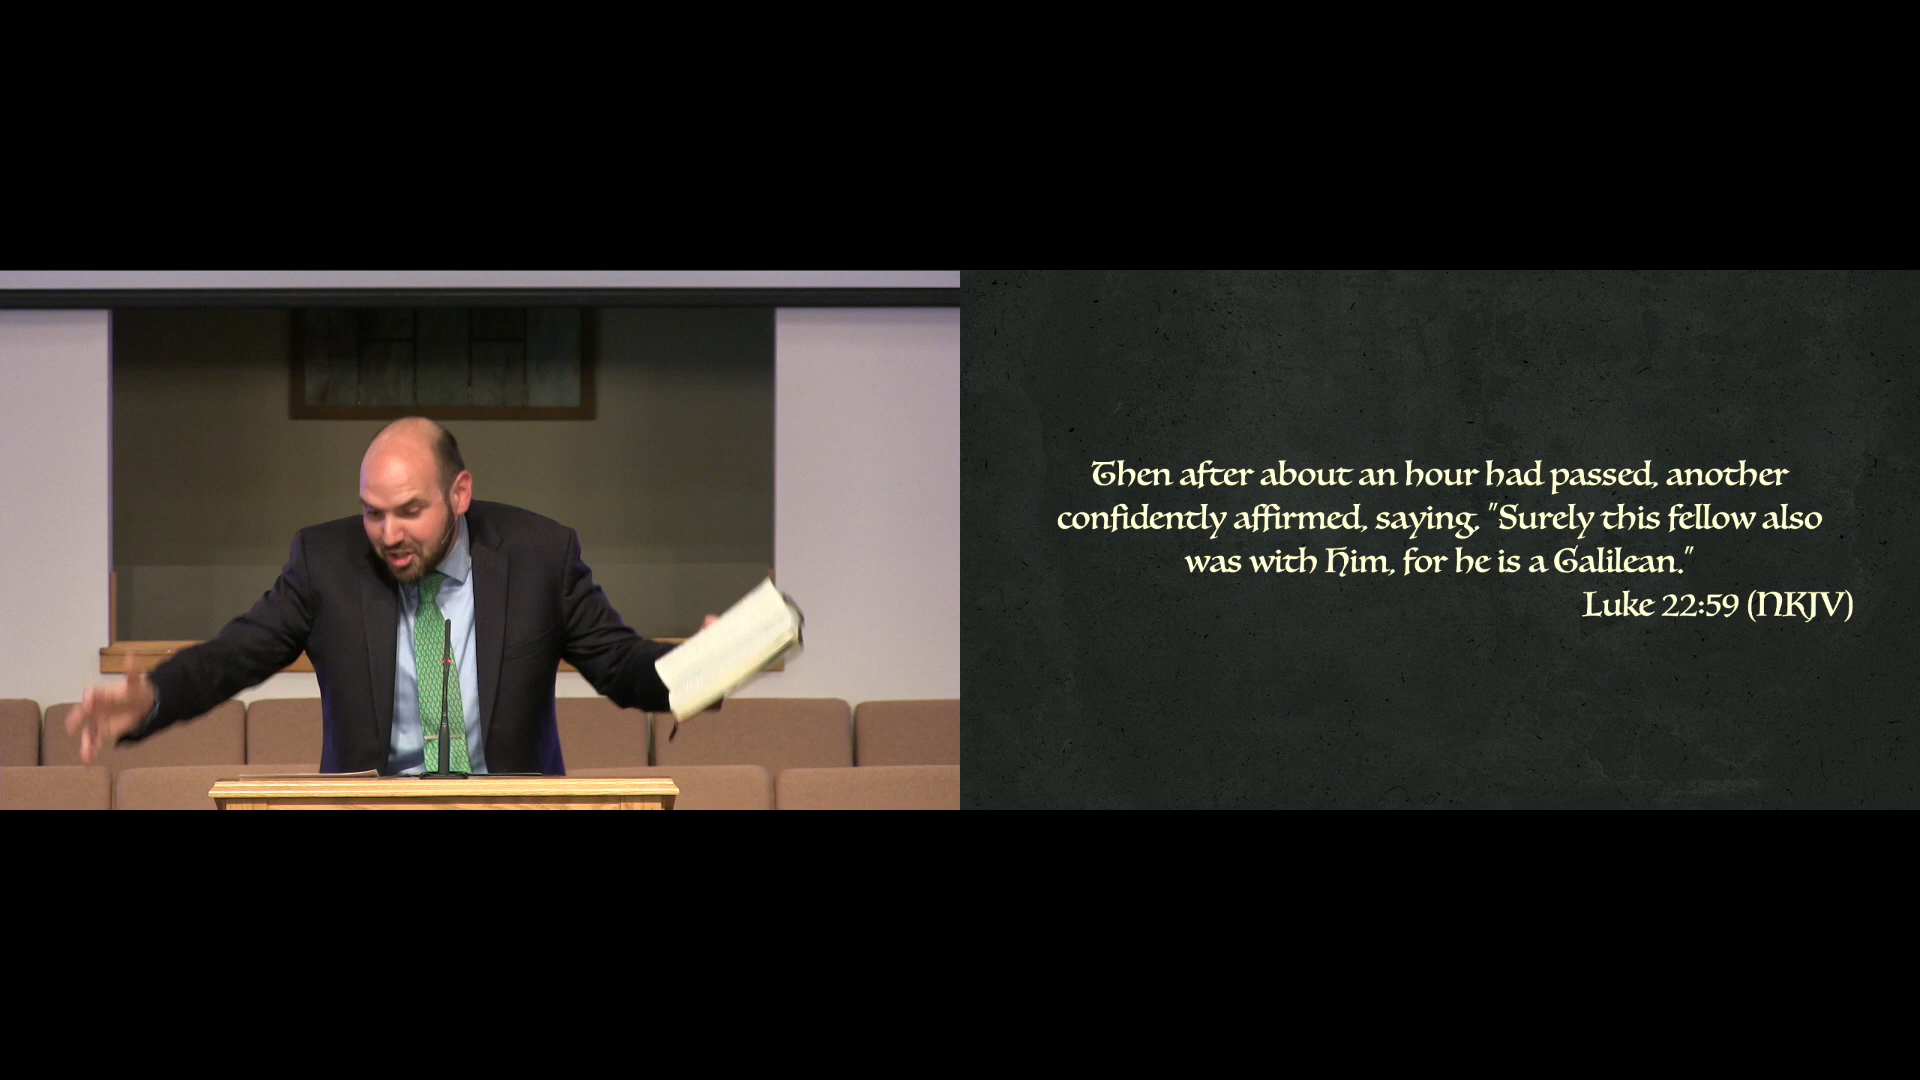 Then after about an hour had passed, another
confidently affirmed, saying, "Surely this fellow also
was with Him, for he is a Galilean."
Luke 22:59 (NKJV)